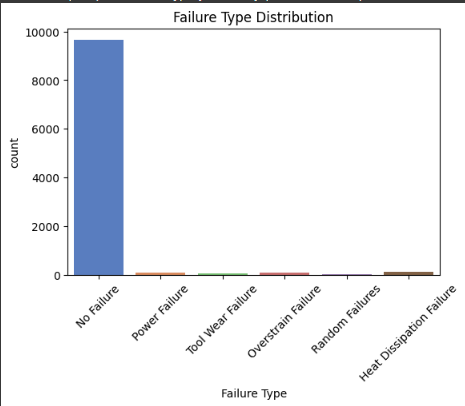 Failure Type Distribution
10000
8000
6000
4000
2000
0
count
No Failure
Power Failure
Tool Wear Failure
Overstrain Failure
Random Failures
Heat Dissipation Failure
Failure Type